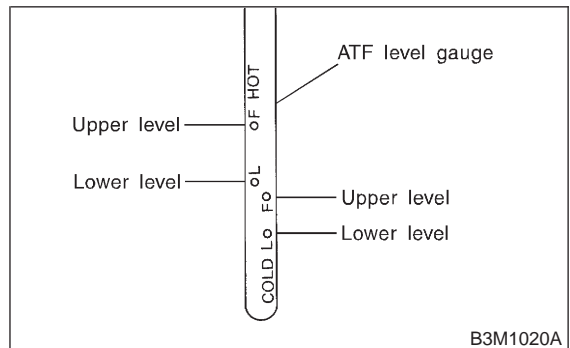 ATF level gauge
F HOT
Upper level
L
Lower level
F
Upper level
Lower level
COLD L
B3M1020A